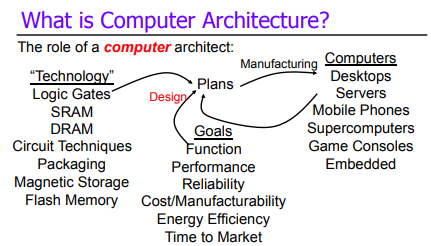 What is Computer Architecture?
The role of a computer architect:
“Technology”
Logic Gates
SRAM
DRAM
Circuit Techniques
Packaging
Magnetic Storage
Flash Memory
Design
Plans
Goals
Function
Performance
Reliability
Cost/Manufacturability
Energy Efficiency
Time to Market
Manufacturing
Computers
Desktops
Servers
Mobile Phones
Supercomputers
Game Consoles
Embedded